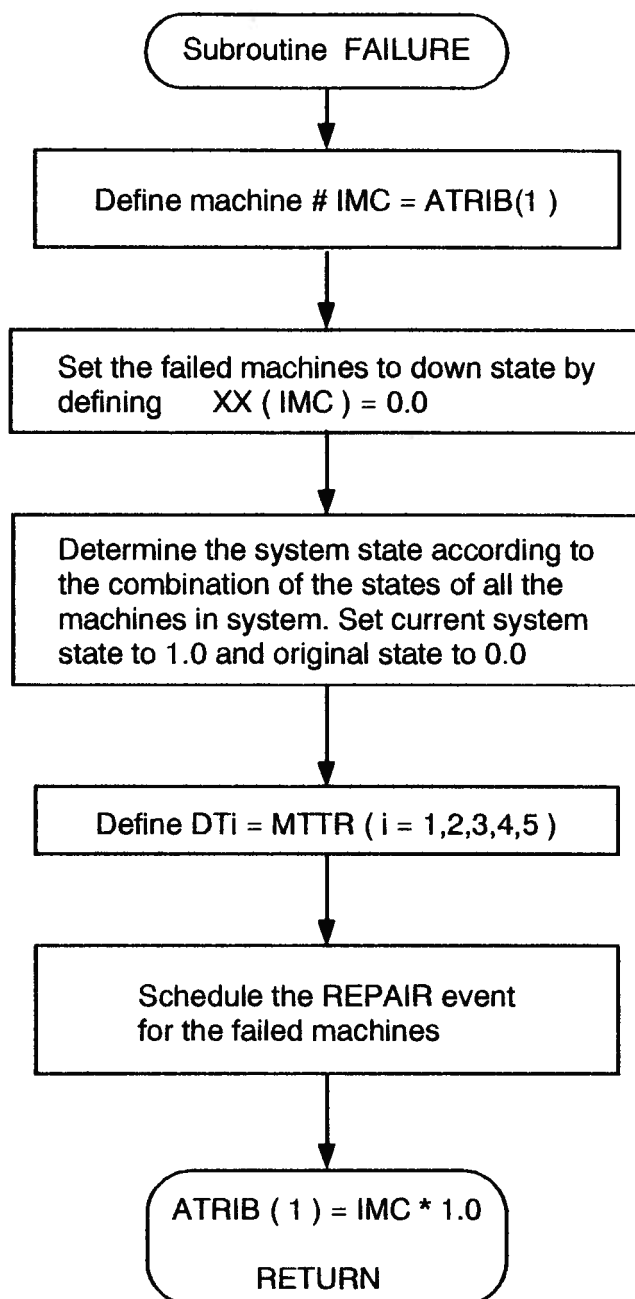 Subroutine FAILURE
Define machine # IMC = ATRIB(1 )
Set the failed machines to down state by
defining XX ( IMC ) = 0.0
Determine the system state according to
the combination of the states of all the
machines in system. Set current system
state to 1.0 and original state to 0.0
Define DTi = MTTR ( i = 1,2,3,4,5 )
Schedule the REPAIR event
for the failed machines
ATRIB ( 1 ) = IMC * 1.0
RETURN